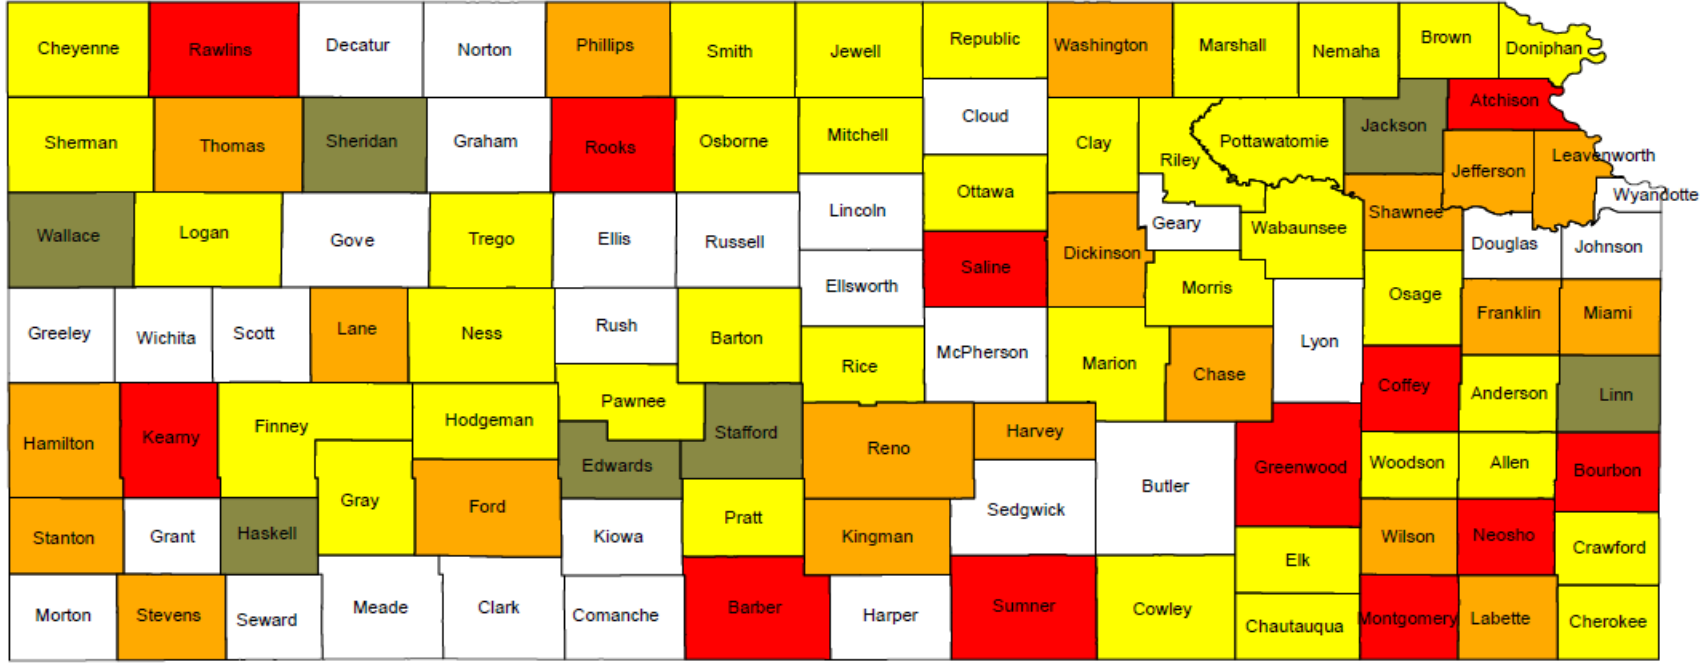 Cheyenne
Rawlins
Decatur
Norton
Phillips
Smith
Jewell
Republic
Washington
Marshall
Nemaha
Brown
Doniphan
Sherman
Thomas
Sheridan
Graham
Rooks
Osborne
Mitchell
Cloud
Clay
Riley
Pottawatomie
Jackson
Atchison
Jefferson
Leavenworth
Wyandotte
Wallace
Logan
Gove
Trego
Ellis
Russell
Lincoln
Ottawa
Saline
Dickinson
Geary
Wabaunsee
Shawnee
Douglas
Johnson
Ellsworth
Morris
Osage
Franklin
Miami
Greeley
Wichita
Scott
Lane
Ness
Rush
Barton
Rice
McPherson
Marion
Chase
Lyon
Coffey
Anderson
Linn
Hamilton
Kearny
Finney
Hodgeman
Pawnee
Stafford
Edwards
Reno
Harvey
Greenwood
Woodson
Allen
Bourbon
Gray
Ford
Kiowa
Pratt
Kingman
Sedgwick
Butler
Stanton
Grant
Haskell
Elk
Wilson
Neosho
Crawford
Morton
Stevens
Seward
Meade
Clark
Comanche
Barber
Harper
Sumner
Cowley
Chautauqua
Montgomery
Labette
Cherokee